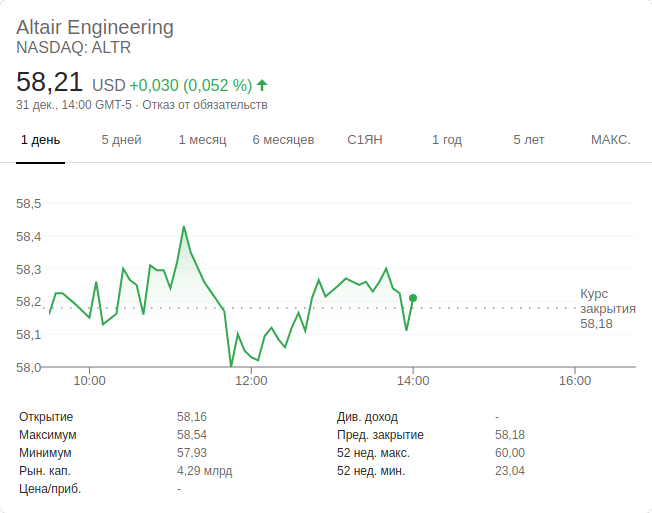 Altair Engineering
NASDAQ: ALTR
58,21 USD +0,030 (0,052 %)
31 дек., 14:00 GMT-5 · Отказ от обязательств
1 день 5 дней 1 месяц 6 месяцев С1ЯН 1 год 5 лет МАКС.
58,5
58,4
58,3
58,2
58,1
58,0
Курс
закрытия
58,18
10:00 12:00 14:00 16:00
Открытие 58,16 Див. доход -
Максимум 58,54 Пред. закрытие 58,18
Минимум 57,93 52 нед. макс. 60,00
Рын. кап. 4,29 млрд 52 нед. мин. 23,04
Цена/приб. -